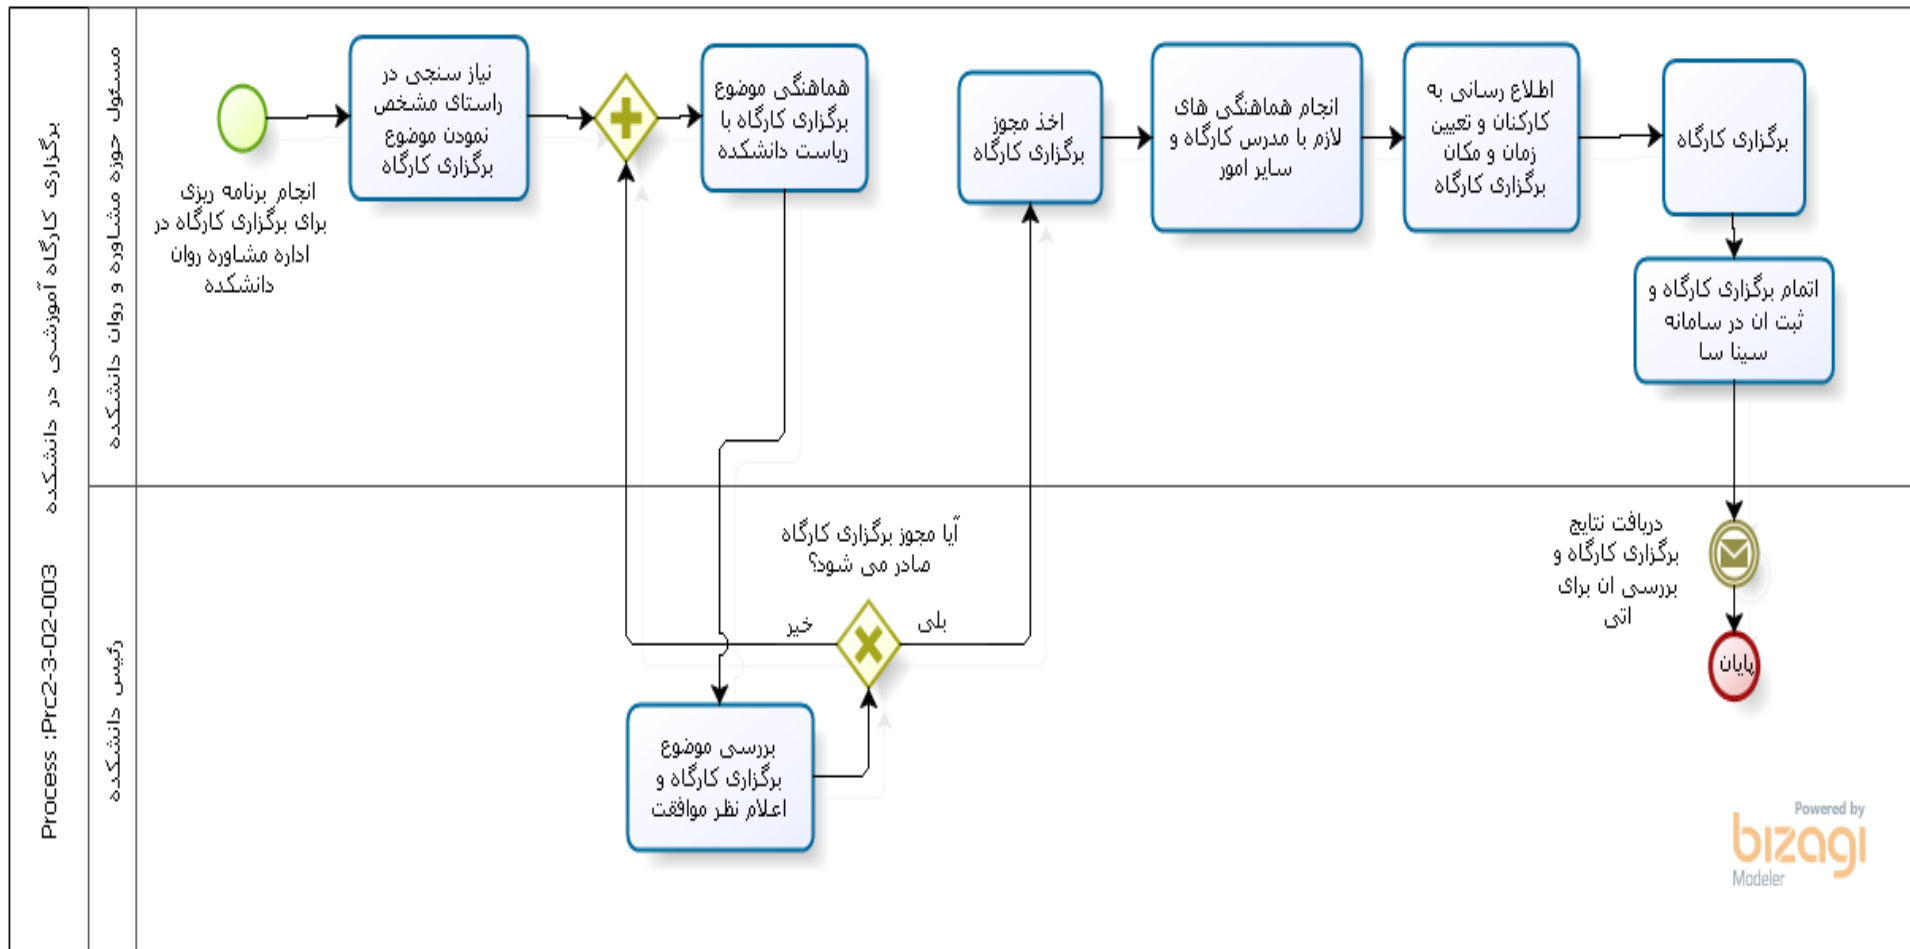 برگزاری کارگاه آموزشی در دانشکده
Process :Prc2-3-02-003
مسئول حوزه مشاوره و روان دانشکده
انجام برنامه ریزی
برای برگزاری کارگاه در
اداره مشاوره روان
دانشکده
نیاز سنجی در
راستای مشخص
نمودن موضوع
برگزاری کارگاه
هماهنگی موضوع
برگزاری کارگاه با
ریاست دانشکده
اخذ مجوز
برگزاری کارگاه
انجام هماهنگی های
لازم با مدرس کارگاه و
سایر امور
اطلاع رسانی به
کارکنان و تعیین
زمان و مکان
برگزاری کارگاه
برگزاری کارگاه
اتمام برگزاری کارگاه و
ثبت ان در سامانه
سینا سا
رئیس دانشکده
بررسی موضوع
برگزاری کارگاه و
اعلام نظر موافقت
آیا مجوز برگزاری کارگاه
صادر می شود؟
خیر
بلی
دریافت نتایج
برگزاری کارگاه و
بررسی ان برای
اتی
پایان
Powered by
bizagi
Modeler